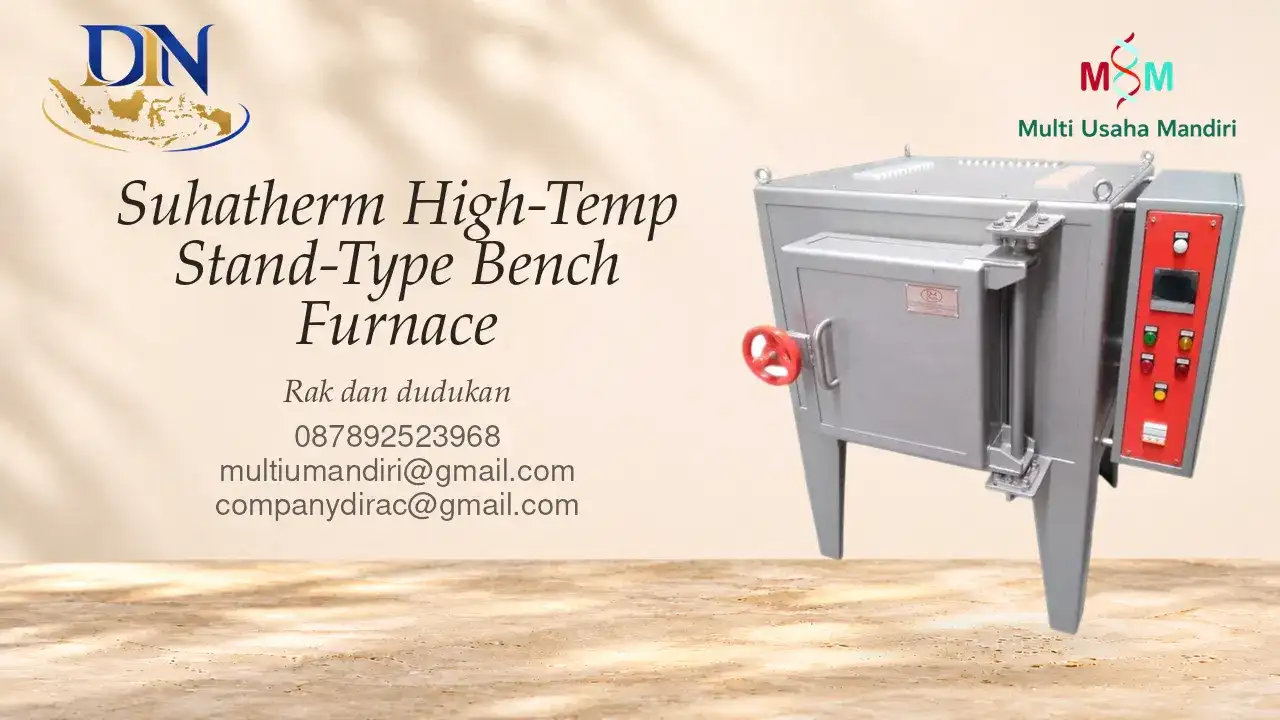 DIN
M M
Multi Usaha Mandiri
Suhatherm High-Temp
Stand-Type Bench
Furnace
Rak dan dudukan
087892523968
multiumandiri@gmail.com
companydirac@gmail.com